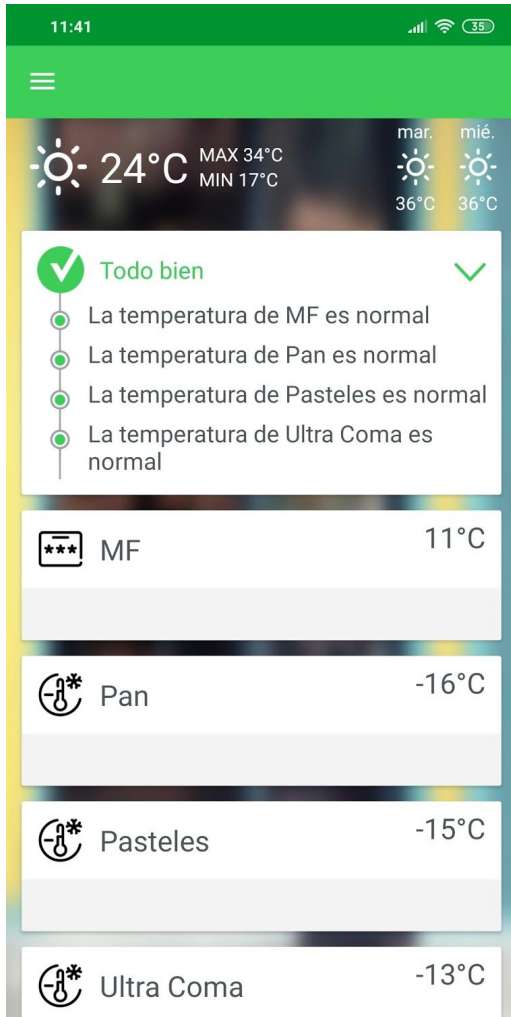 11:41
35
mar. mié.
24°C MAX 34°C
MIN 17°C
36°C 36°C
Todo bien
La temperatura de MF es normal
La temperatura de Pan es normal
La temperatura de Pasteles es normal
La temperatura de Ultra Coma es
normal
*** MF 11°C
Pan -16°C
Pasteles -15°C
Ultra Coma -13°C